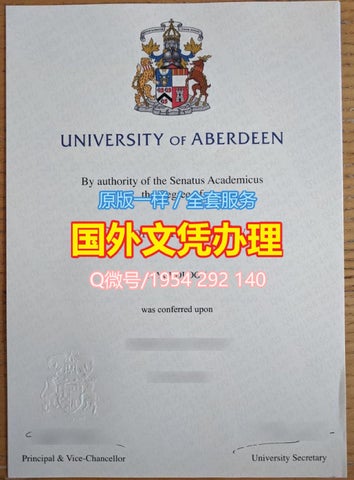 UNIVERSITY OF ABERDEEN
By authority of the Senatus Academicus
原版一样／全套服务
国外文凭办理
Q微号/1954 292 140
was conferred upon
Principal & Vice-Chancellor
University Secretary